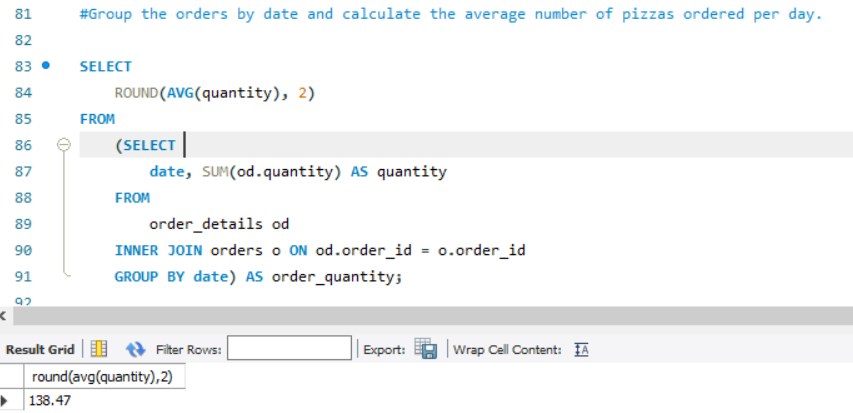 81 #Group the orders by date and calculate the average number of pizzas ordered per day.
82
83 SELECT
84 ROUND(AVG(quantity), 2)
85 FROM
86 (SELECT
87 date, SUM(od.quantity) AS quantity
88 FROM
89 order_details od
90 INNER JOIN orders o ON od.order_id = o.order_id
91 GROUP BY date) AS order_quantity;
92
Result Grid Filter Rows: Export: Wrap Cell Content: IA
round(avg(quantity),2)
138.47